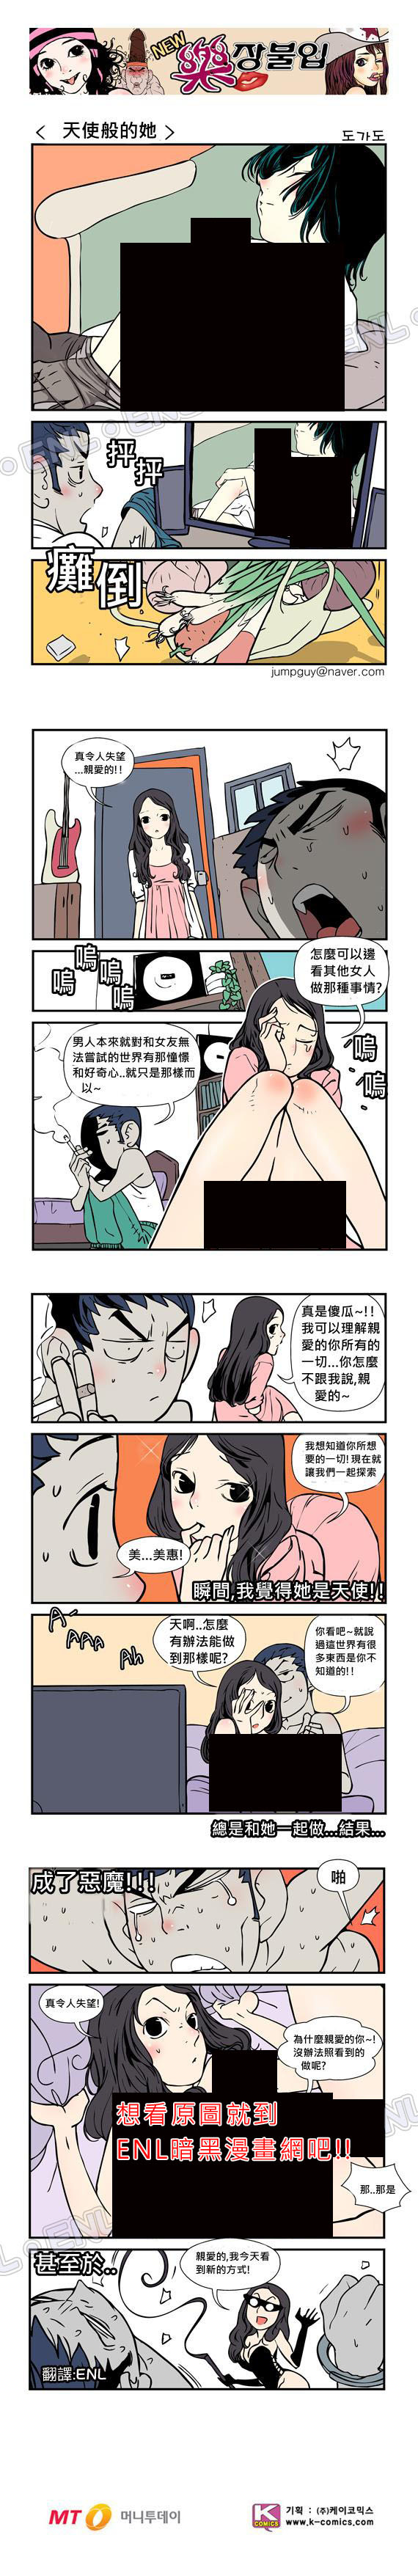 NEW 樂장불입
< 天使般的她 >
도가도
砰
砰
癱倒
jumpguy@naver.com
真令人失望
...親愛的!!
嗚
嗚
嗚
嗚
怎麼可以邊
看其他女人
做那種事情?
男人本來就對和女友無
法嘗試的世界有那憧憬
和好奇心..就只是那樣而
以~
嗚
嗚
真是傻瓜~!!
我可以理解親
愛的你所有的
一切...你怎麼
不跟我說,親
愛的~
我想知道你所想
要的一切!現在就
讓我們一起探索
美...美惠!
瞬間,我覺得她是天使!!
A~
AAA
Ah
天啊..怎麼
有辦法能做
到那樣呢?
你看吧~就說
過這世界有很
多東西是你不
知道的!!
總是和她一起做...結果...
成了惡魔!!!
啪
真令人失望!
為什麼親愛的你~!
沒辦法照看到的
做呢?
想看原圖就到
ENL暗黑漫畫網吧!!
那..那是
甚至於..
親愛的,我今天看
到新的方式!
翻譯:ENL
MT 머니투데이
K COMICS
기획 : (주)케이코믹스
www.k-comics.com